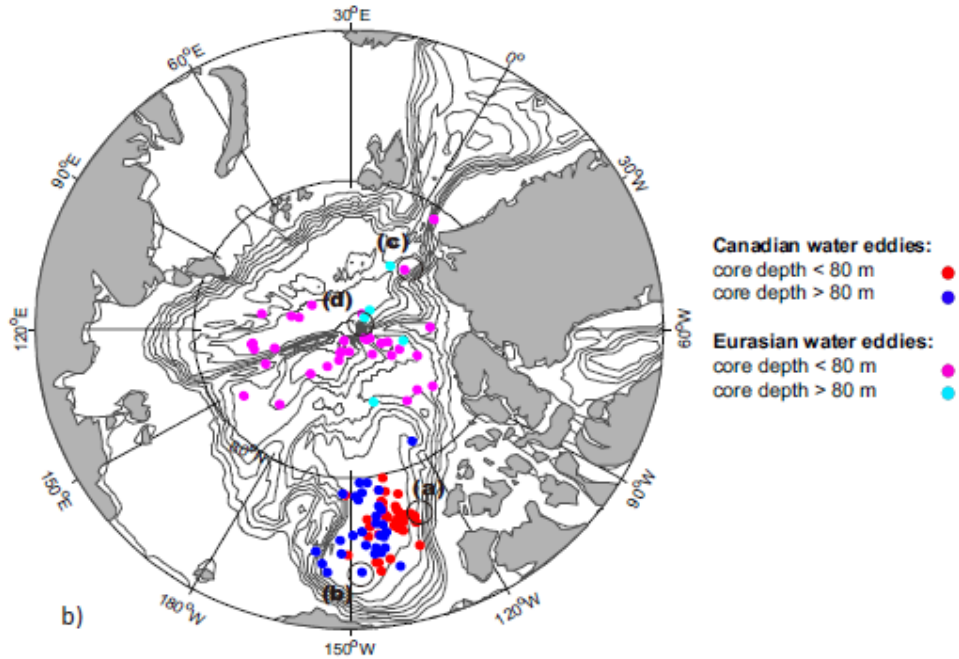 30°E
60°E
0°
90°E
30°W
(c)
Canadian water eddies:
core depth < 80 m
core depth > 80 m
(d)
120°E
60°W
Eurasian water eddies:
core depth < 80 m
core depth > 80 m
80°N
150°E
90°W
(a)
(b)
180°W
120°W
b)
150°W